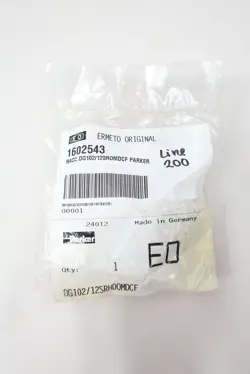 EO
ERMETO ORIGINAL
1602543
RACC.DG102/12SROMDCF PARKER
Line
200
00001
24012
Made in Germany
Parker
Qty: 1
EO
DG102/12SRHOOMDCF